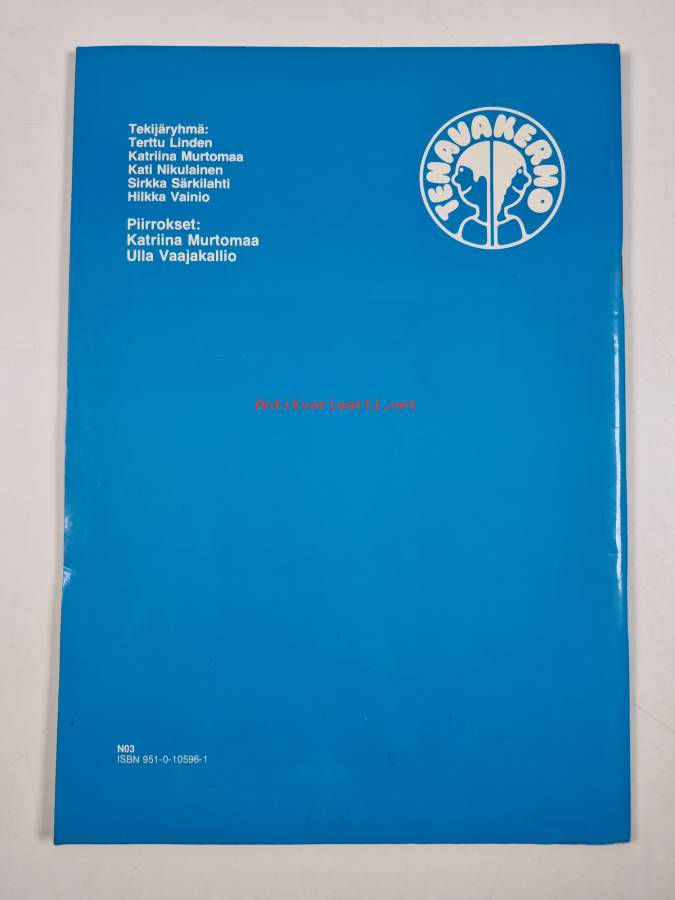 Tekijäryhmä:
Terttu Linden
Katriina Murtomaa
Kati Nikulainen
Sirkka Särkilahti
Hilkka Vainio
Piirrokset:
Katriina Murtomaa
Ulla Vaajakallio
TENAVAKERHO
Antikvariaatti.net
N03
ISBN 951-0-10596-1